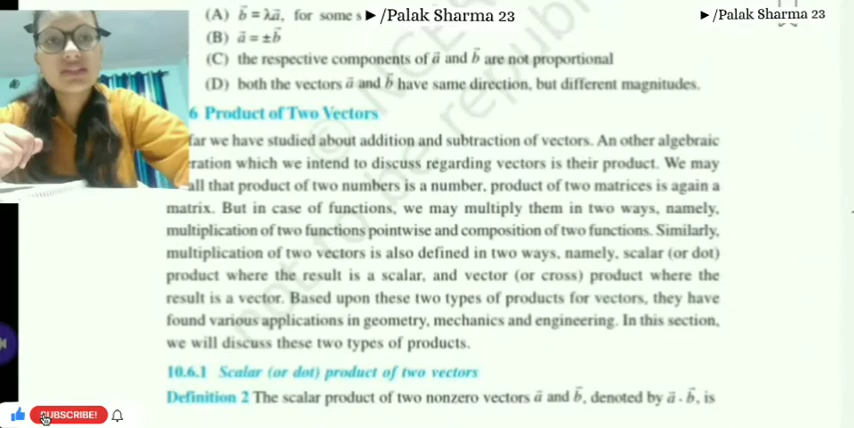 (A) b⃗ = λa⃗, for some s ▶/Palak Sharma 23
▶/Palak Sharma 23
(B) a⃗ = ±b⃗
(C) the respective components of a⃗ and b⃗ are not proportional
(D) both the vectors a⃗ and b⃗ have same direction, but different magnitudes.
6 Product of Two Vectors
far we have studied about addition and subtraction of vectors. An other algebraic
eration which we intend to discuss regarding vectors is their product. We may
all that product of two numbers is a number, product of two matrices is again a
matrix. But in case of functions, we may multiply them in two ways, namely,
multiplication of two functions pointwise and composition of two functions. Similarly,
multiplication of two vectors is also defined in two ways, namely, scalar (or dot)
product where the result is a scalar, and vector (or cross) product where the
result is a vector. Based upon these two types of products for vectors, they have
found various applications in geometry, mechanics and engineering. In this section,
we will discuss these two types of products.
10.6.1 Scalar (or dot) product of two vectors
Definition 2 The scalar product of two nonzero vectors a⃗ and b⃗, denoted by a⃗ . b⃗, is
SUBSCRIBE!